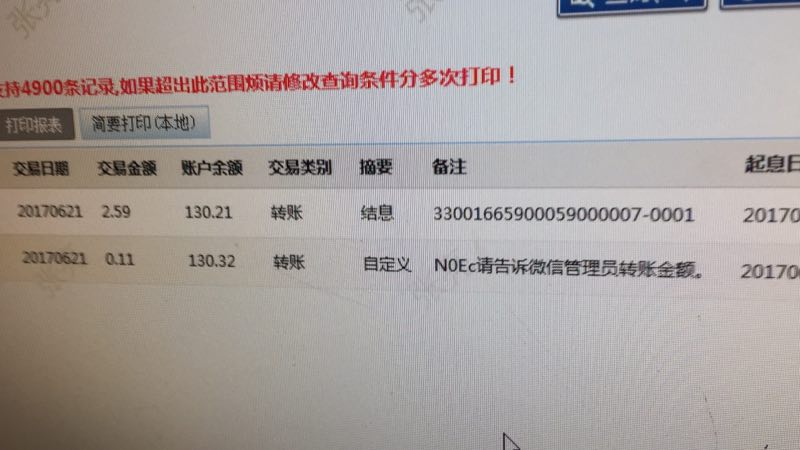 持4900条记录,如果超出此范围烦请修改查询条件分多次打印！
打印报表 简要打印(本地)
交易日期 交易金额 账户余额 交易类别 摘要 备注 起息日
20170621 2.59 130.21 转账 结息 33001665900059000007-0001 20170
20170621 0.11 130.32 转账 自定义 N0Ec请告诉微信管理员转账金额。 20170